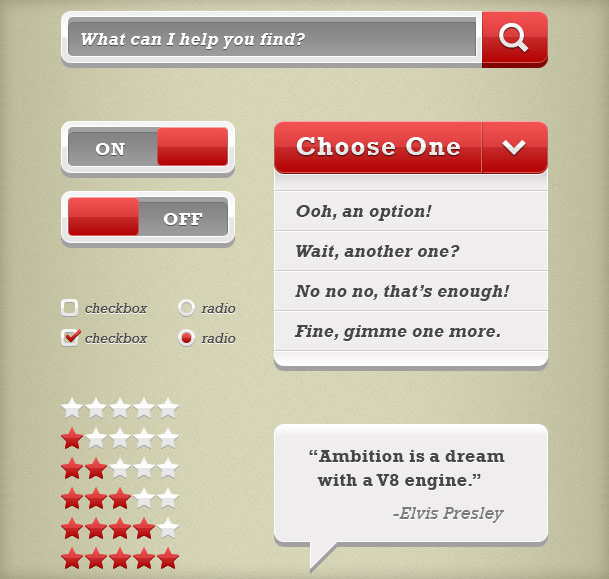 What can I help you find?
ON
Choose One
OFF
Ooh, an option!
Wait, another one?
No no no, that’s enough!
Fine, gimme one more.
checkbox radio
checkbox radio
“Ambition is a dream
with a V8 engine.”
-Elvis Presley